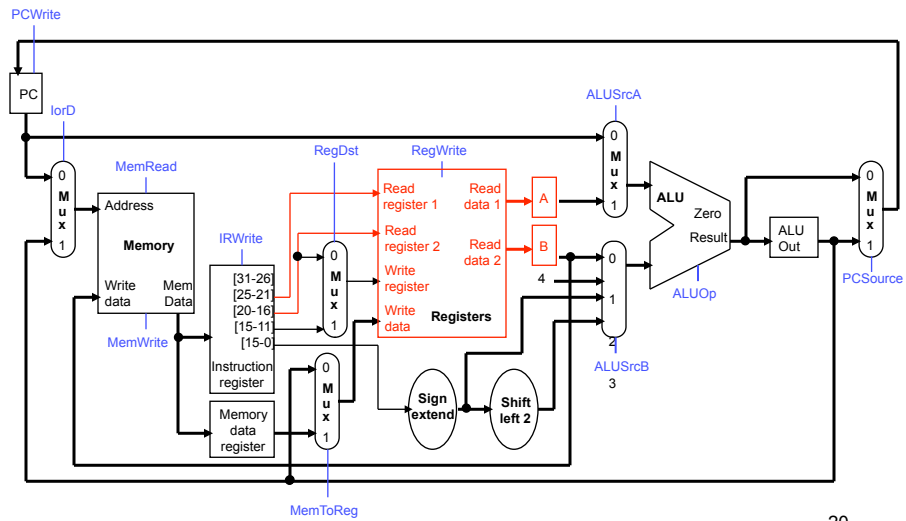 PCWrite
PC
IorD
ALUSrcA
0
M
u
x
1
MemRead
RegDst
RegWrite
0
M
u
x
1
Address
Memory
Write
data
Mem
Data
MemWrite
IRWrite
[31-26]
[25-21]
[20-16]
[15-11]
[15-0]
Instruction
register
Memory
data
register
0
M
u
x
1
0
M
u
x
1
MemToReg
Read
register 1
Read
data 1
Read
register 2
Read
data 2
Write
register
Write
data
Registers
A
B
4
0
M
u
x
1
2
3
ALUSrcB
Sign
extend
Shift
left 2
ALU
Zero
Result
ALUOp
ALU
Out
0
M
u
x
1
PCSource
20